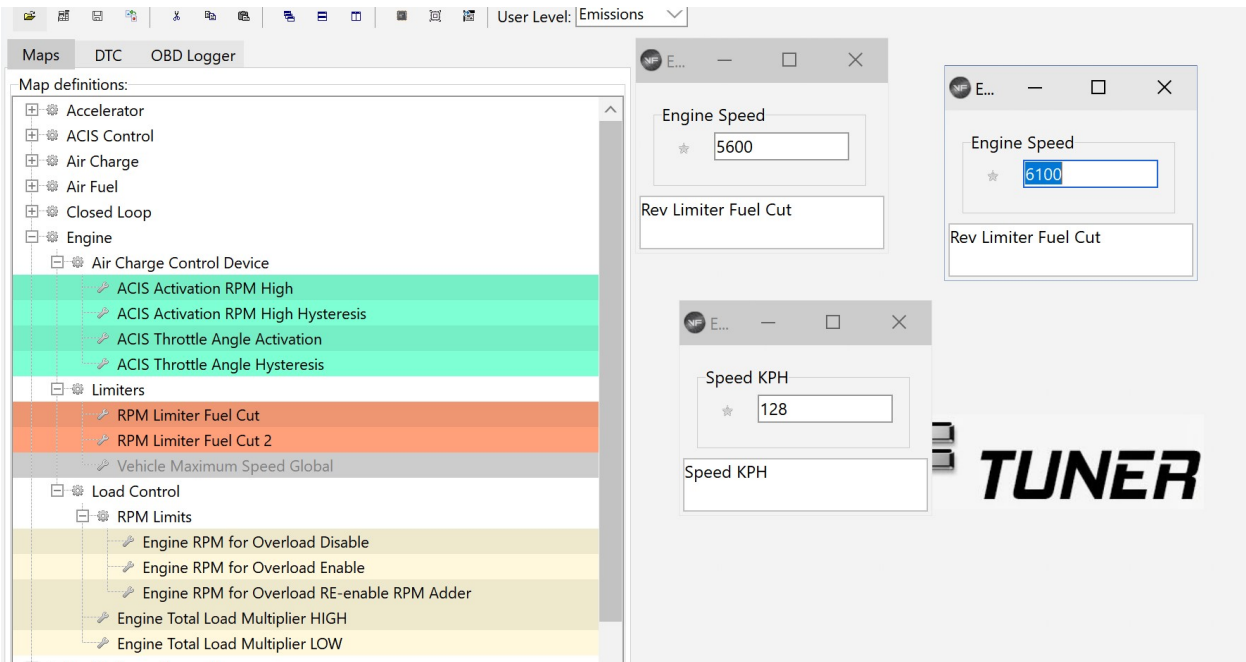 User Level: Emissions
Maps DTC OBD Logger
Map definitions:
Accelerator
ACIS Control
Air Charge
Air Fuel
Closed Loop
Engine
Air Charge Control Device
ACIS Activation RPM High
ACIS Activation RPM High Hysteresis
ACIS Throttle Angle Activation
ACIS Throttle Angle Hysteresis
Limiters
RPM Limiter Fuel Cut
RPM Limiter Fuel Cut 2
Vehicle Maximum Speed Global
Load Control
RPM Limits
Engine RPM for Overload Disable
Engine RPM for Overload Enable
Engine RPM for Overload RE-enable RPM Adder
Engine Total Load Multiplier HIGH
Engine Total Load Multiplier LOW
VF E...
Engine Speed
5600
Rev Limiter Fuel Cut
VF E...
Engine Speed
6100
Rev Limiter Fuel Cut
VF E...
Speed KPH
128
Speed KPH
TUNER